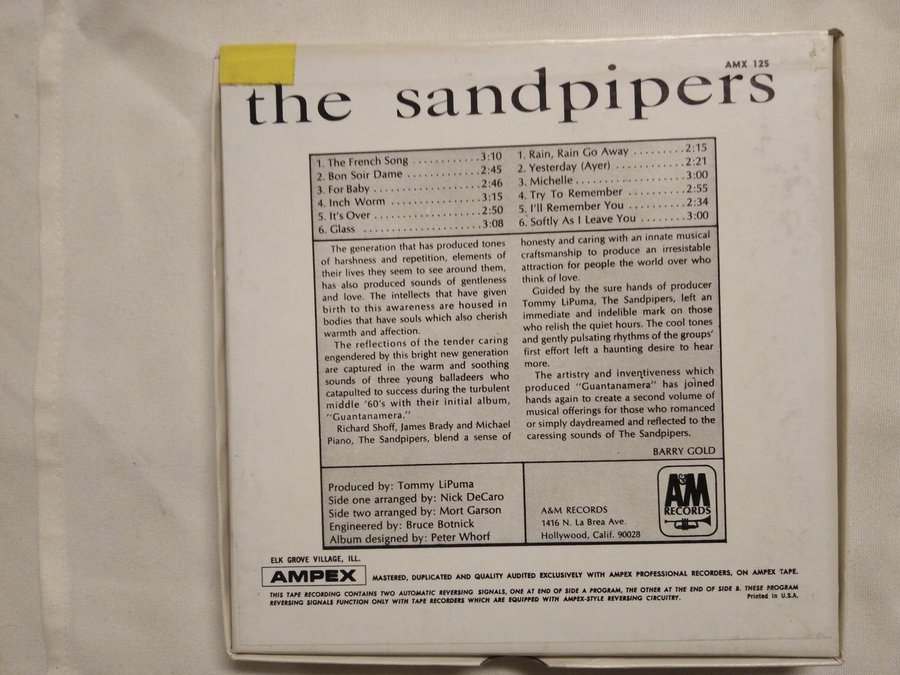 AMX 125
the sandpipers
1. The French Song ...........3:10
2. Bon Soir Dame ............2:45
3. For Baby ..................2:46
4. Inch Worm ...............3:15
5. It's Over ..................2:50
6. Glass .....................3:08
1. Rain, Rain Go Away .........2:15
2. Yesterday (Ayer) ............2:21
3. Michelle...................3:00
4. Try To Remember ..........2:55
5. I'll Remember You ..........2:34
6. Softly As I Leave You ........3:00
The generation that has produced tones
of harshness and repetition, elements of
their lives they seem to see around them,
has also produced sounds of gentleness
and love. The intellects that have given
birth to this awareness are housed in
bodies that have souls which also cherish
warmth and affection.
The reflections of the tender caring
engendered by this bright new generation
are captured in the warm and soothing
sounds of three young balladeers who
catapulted to success during the turbulent
middle '60's with their initial album,
"Guantanamera."
Richard Shoff, James Brady and Michael
Piano, The Sandpipers, blend a sense of
honesty and caring with an innate musical
craftsmanship to produce an irresistable
attraction for people the world over who
think of love.
Guided by the sure hands of producer
Tommy LiPuma, The Sandpipers, left an
immediate and indelible mark on those
who relish the quiet hours. The cool tones
and gently pulsating rhythms of the groups'
first effort left a haunting desire to hear
more.
The artistry and inventiveness which
produced "Guantanamera" has joined
hands again to create a second volume of
musical offerings for those who romanced
or simply daydreamed and reflected to the
caressing sounds of The Sandpipers.
BARRY GOLD
Produced by: Tommy LiPuma
Side one arranged by: Nick DeCaro
Side two arranged by: Mort Garson
Engineered by: Bruce Botnick
Album designed by: Peter Whorf
A&M RECORDS
1416 N. La Brea Ave.
Hollywood, Calif. 90028
A&M
RECORDS
ELK GROVE VILLAGE, ILL.
AMPEX MASTERED, DUPLICATED AND QUALITY AUDITED EXCLUSIVELY WITH AMPEX PROFESSIONAL RECORDERS, ON AMPEX TAPE.
THIS TAPE RECORDING CONTAINS TWO AUTOMATIC REVERSING SIGNALS, ONE AT END OF SIDE A PROGRAM, THE OTHER AT THE END OF SIDE B. THESE PROGRAM
REVERSING SIGNALS FUNCTION ONLY WITH TAPE RECORDERS WHICH ARE EQUIPPED WITH AMPEX-STYLE REVERSING CIRCUITRY. Printed in U.S.A.